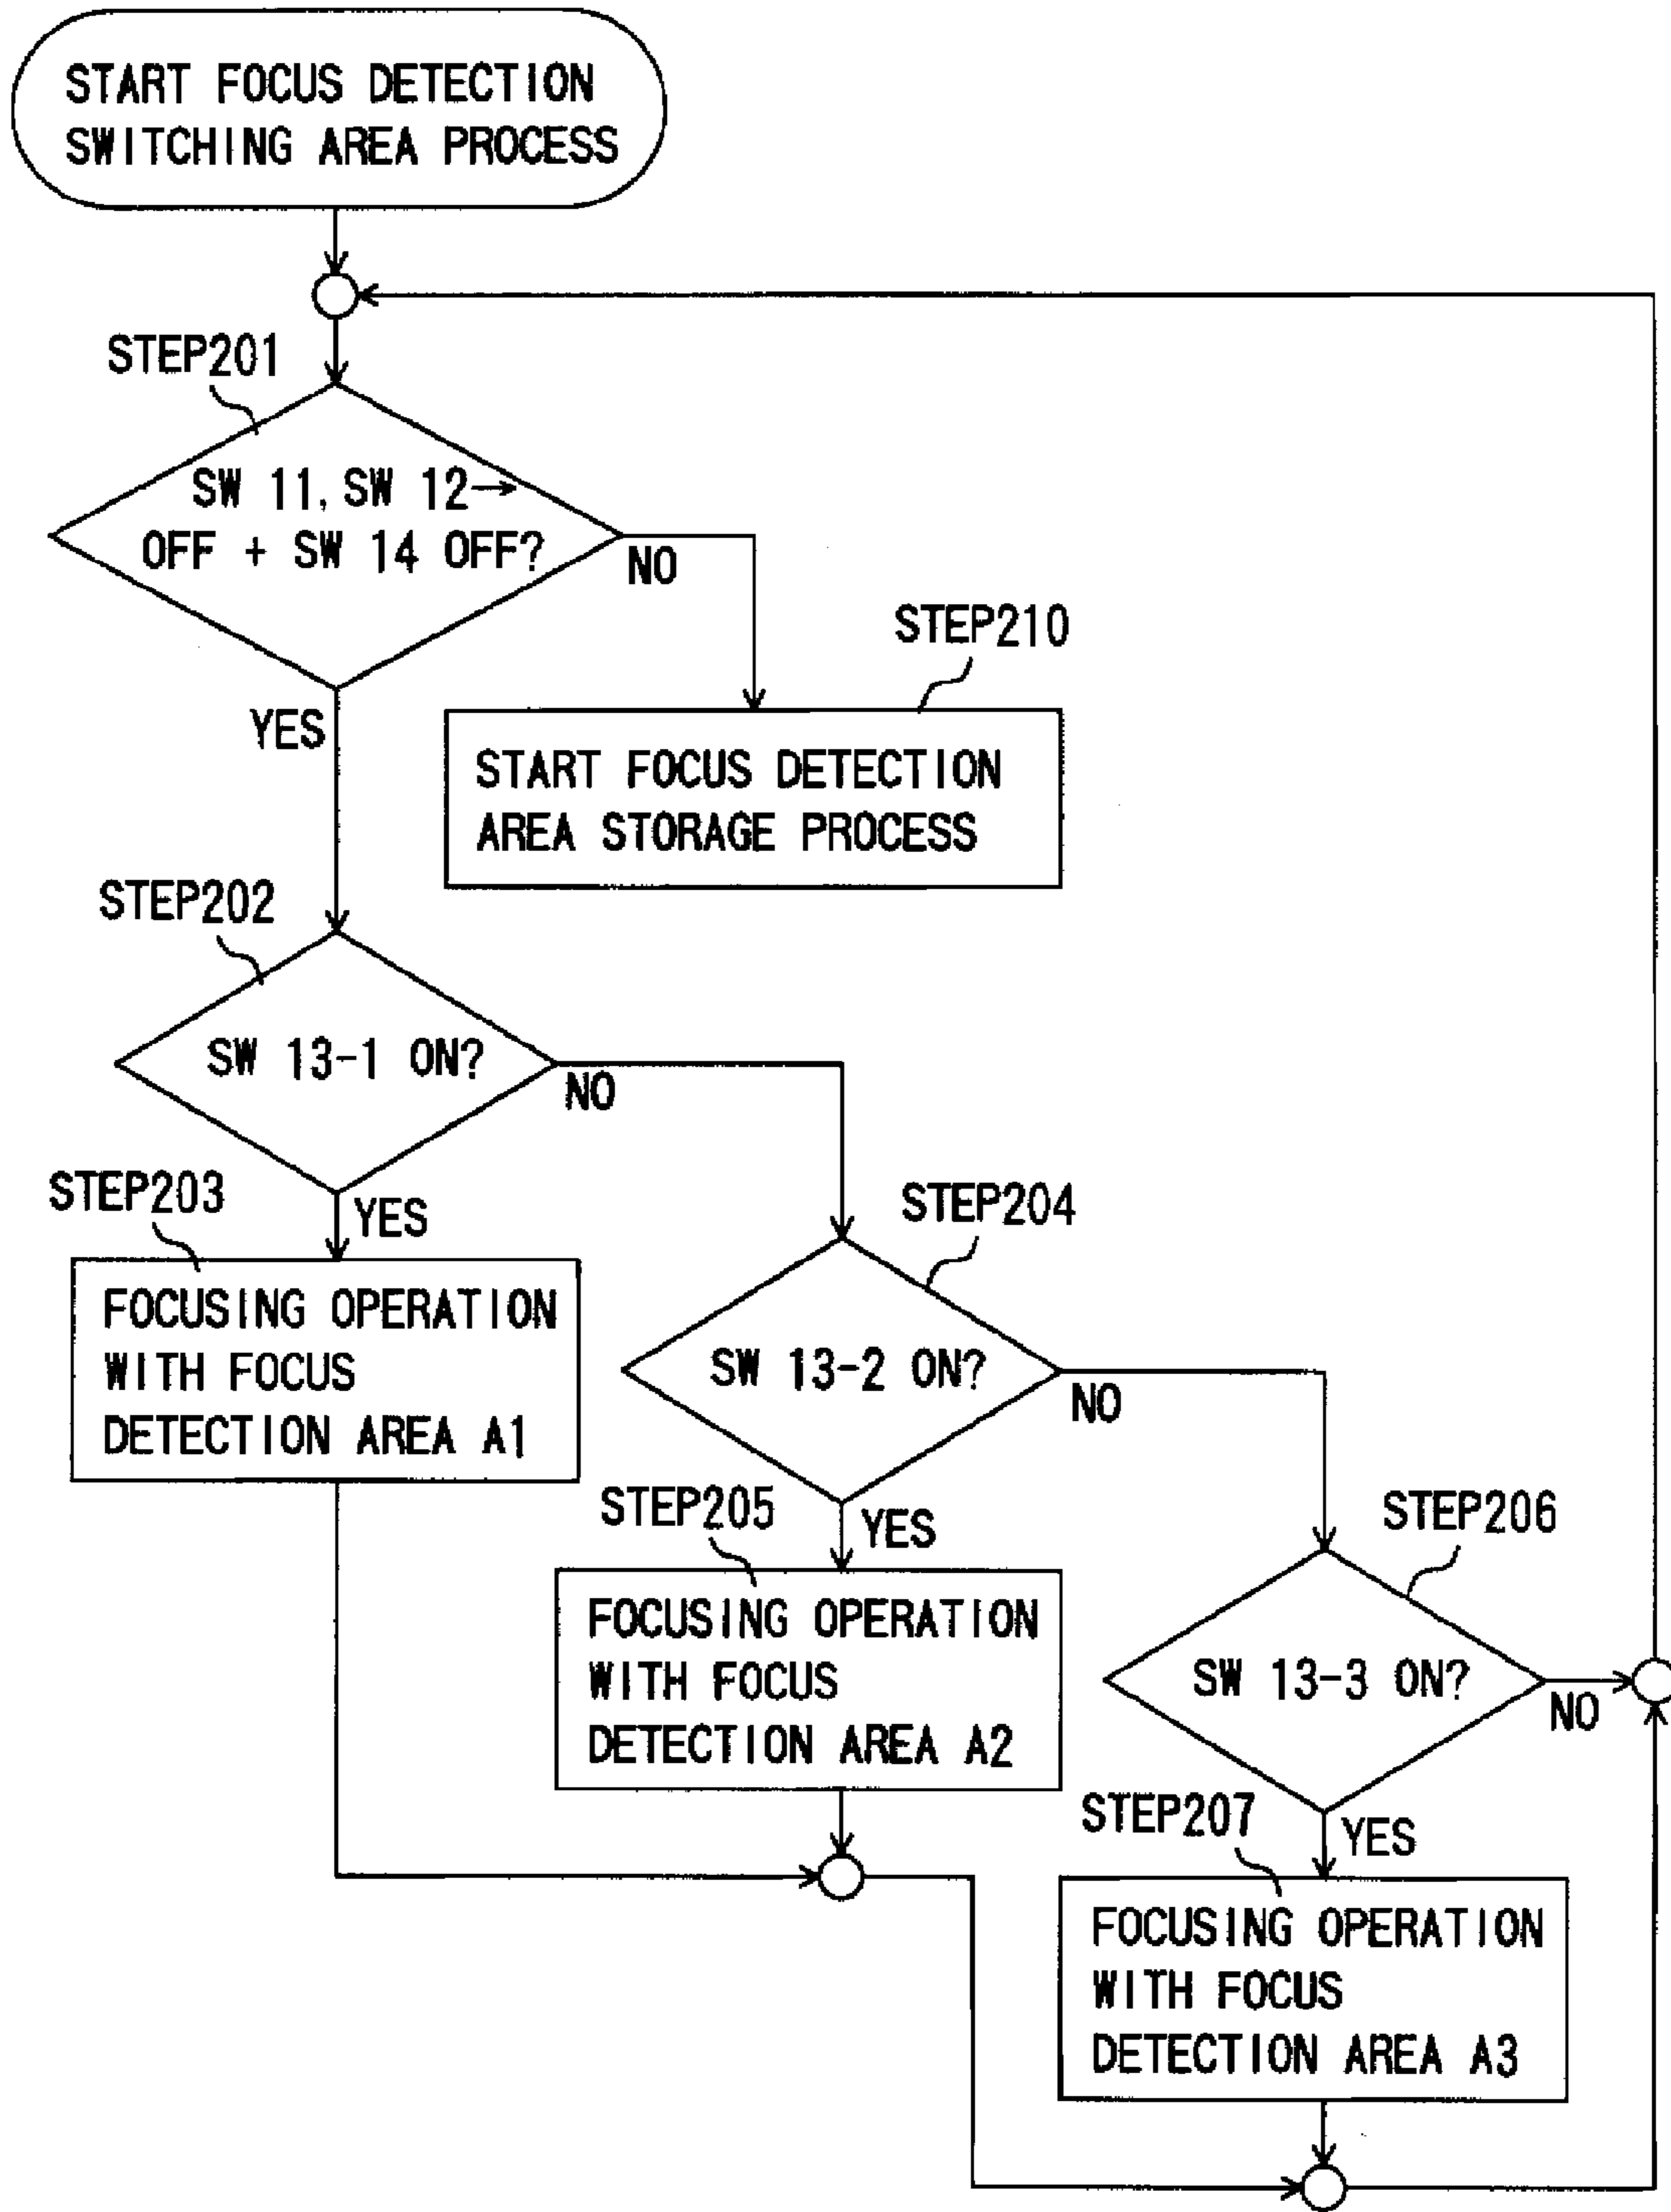 START FOCUS DETECTION
SWITCHING AREA PROCESS
STEP201
SW 11, SW 12→
OFF + SW 14 OFF?
NO
YES
STEP210
START FOCUS DETECTION
AREA STORAGE PROCESS
STEP202
SW 13-1 ON?
NO
YES
STEP203
FOCUSING OPERATION
WITH FOCUS
DETECTION AREA A1
STEP204
SW 13-2 ON?
NO
YES
STEP205
FOCUSING OPERATION
WITH FOCUS
DETECTION AREA A2
STEP206
SW 13-3 ON?
NO
YES
STEP207
FOCUSING OPERATION
WITH FOCUS
DETECTION AREA A3